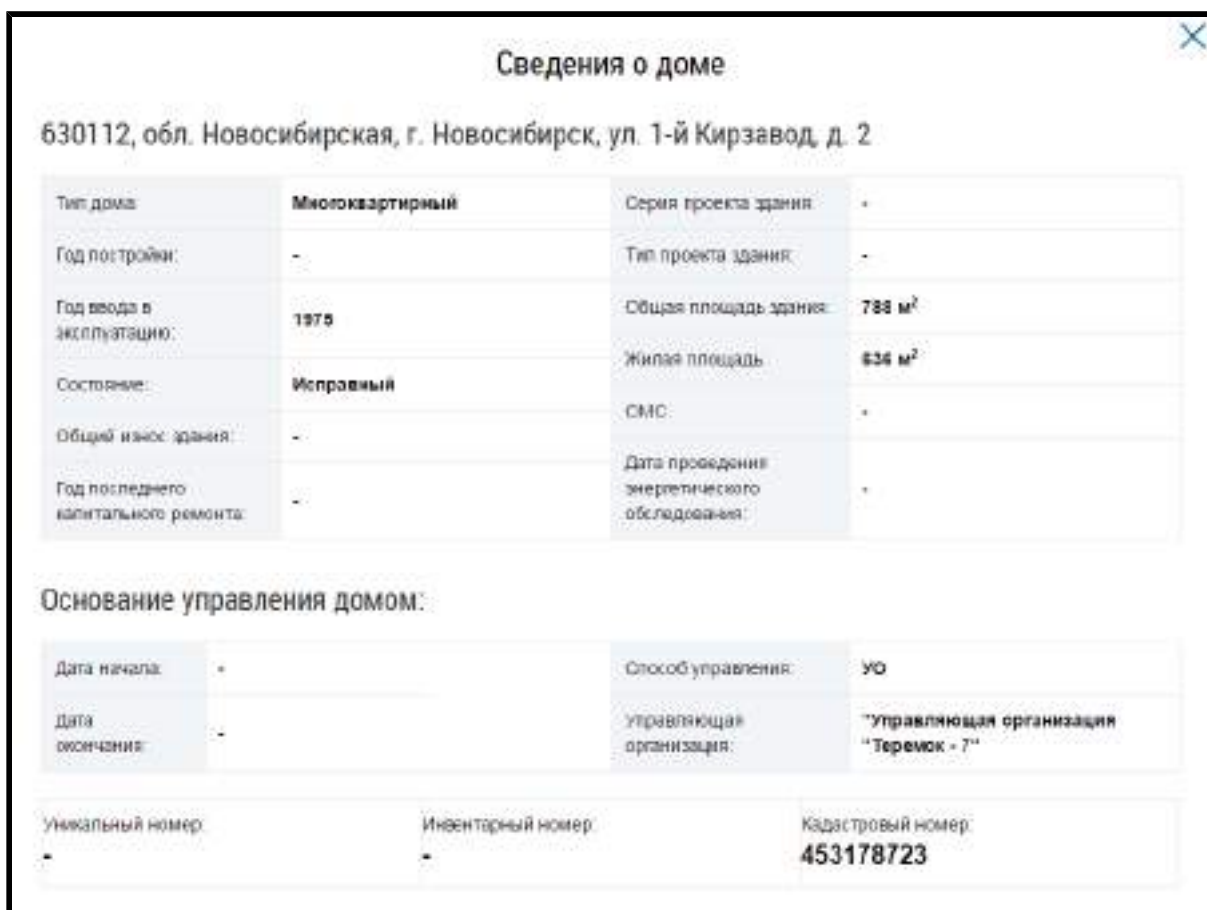 Сведения о доме
630112, обл. Новосибирская, г. Новосибирск, ул. 1-й Кирзавод, д. 2
Тип дома: Многоквартирный
Серия проекта здания: -
Год постройки: -
Тип проекта здания: -
Год ввода в
эксплуатацию: 1975
Общая площадь здания: 788 м²
Жилая площадь 636 м²
Состояние: Исправный
СМС -
Общий износ здания: -
Дата проведения
энергетического
обследования: -
Год последнего
капитального ремонта: -
Основание управления домом:
Дата начала: -
Способ управления: УО
Дата
окончания: -
Управляющая
организация:
"Управляющая организация
"Теремок - 7"
Уникальный номер:
-
Инвентарный номер:
-
Кадастровый номер:
453178723